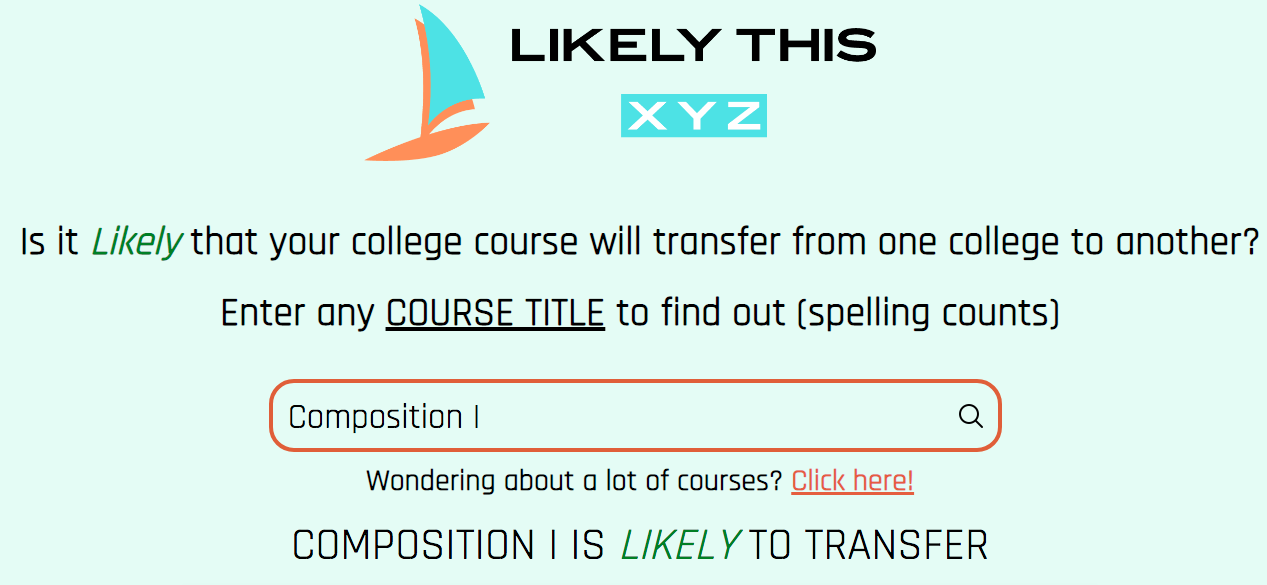 LIKELY THIS
XYZ
Is it Likely that your college course will transfer from one college to another?
Enter any COURSE TITLE to find out (spelling counts)
Composition I
Wondering about a lot of courses? Click here!
COMPOSITION I IS LIKELY TO TRANSFER